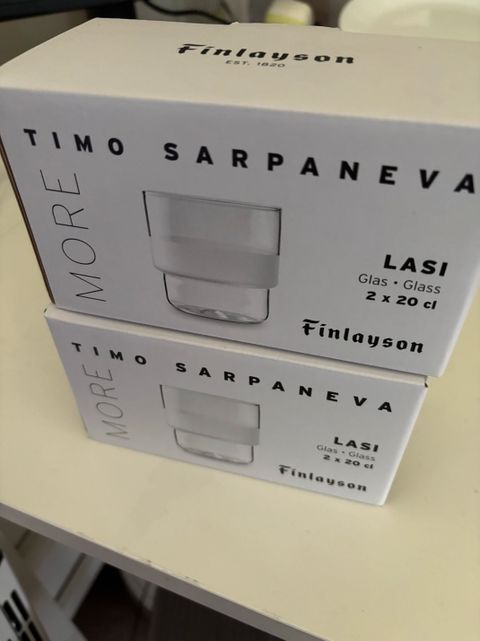 Finlayson
EST. 1820
TIMO SARPANEVA
MORE
LASI
Glas • Glass
2 x 20 cl
Finlayson
TIMO SARPANEVA
MORE
LASI
Glas • Glass
2 x 20 cl
Finlayson